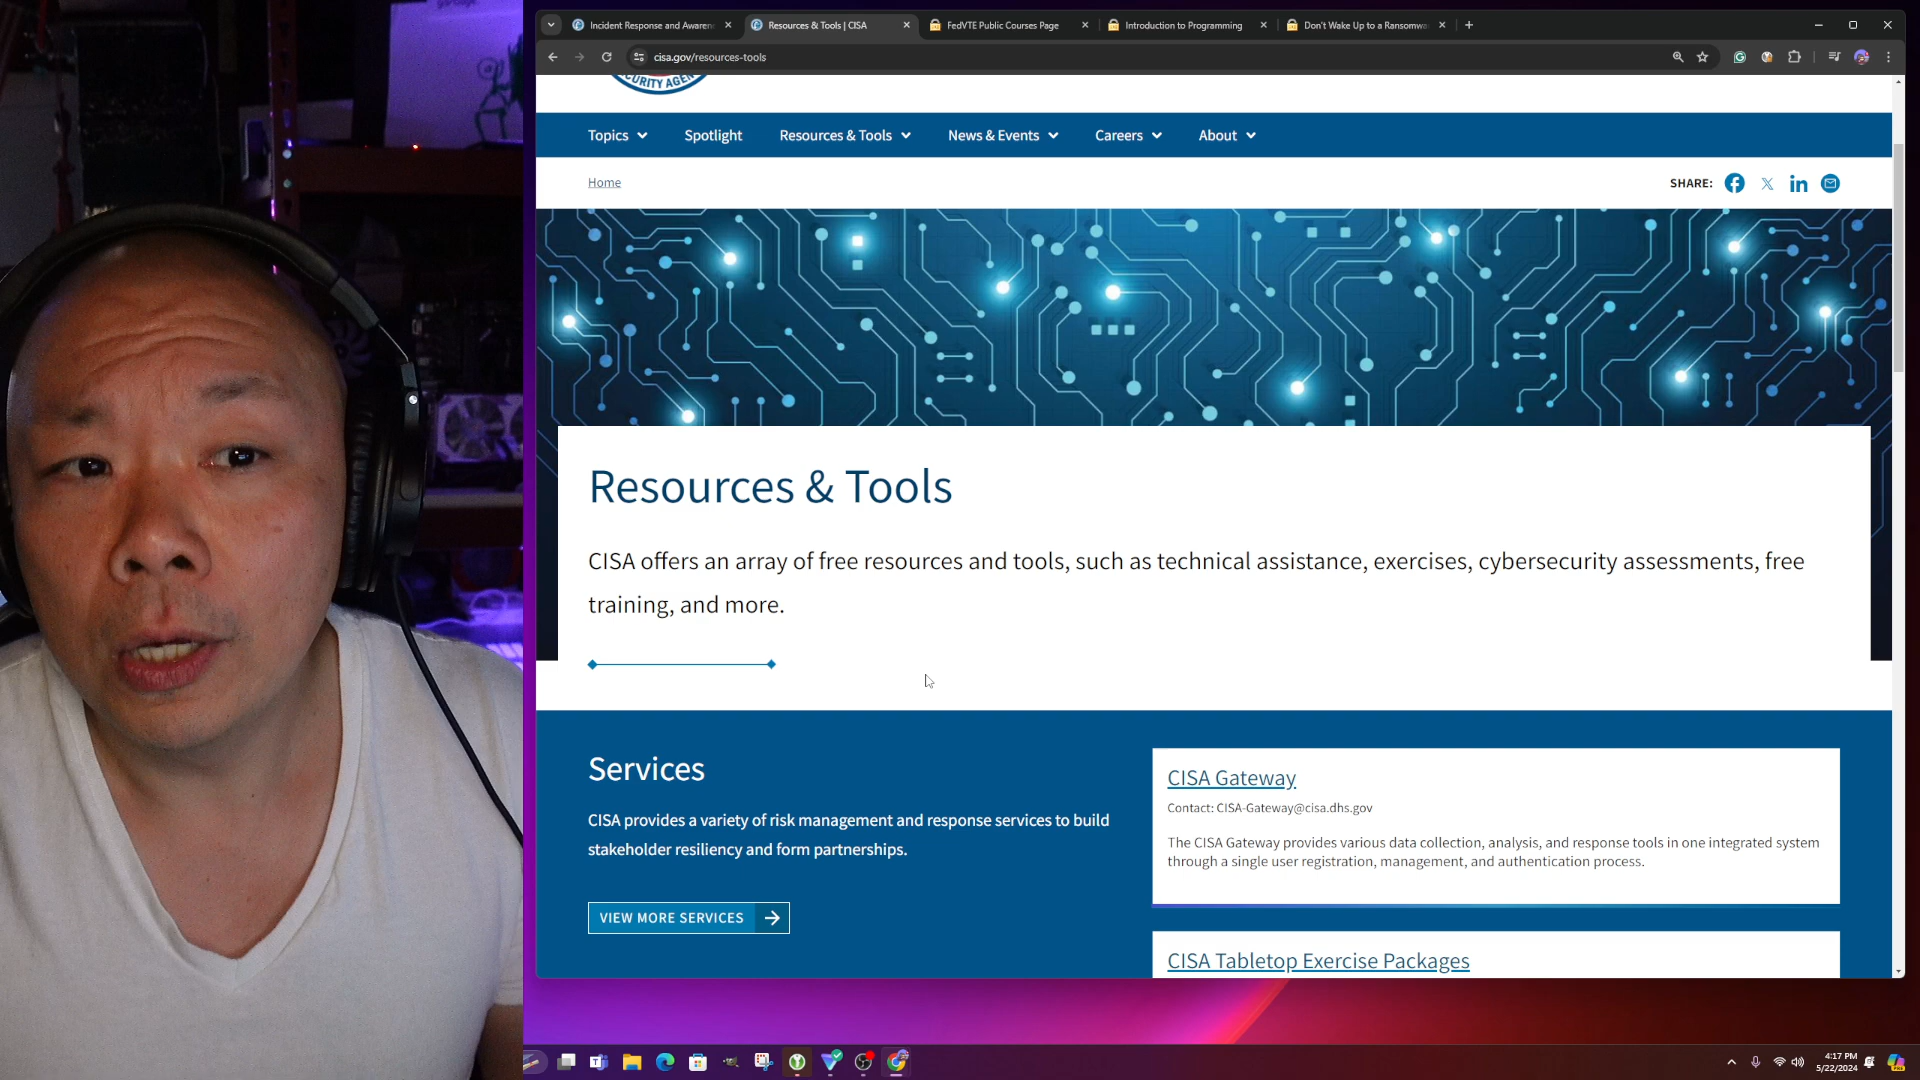 Incident Response and Awaren
Resources & Tools | CISA
FedVTE Public Courses Page
Introduction to Programming
Don't Wake Up to a Ransomwa
cisa.gov/resources-tools
CURITY AGEN
Topics
Spotlight
Resources & Tools
News & Events
Careers
About
Home
SHARE:
Resources & Tools
CISA offers an array of free resources and tools, such as technical assistance, exercises, cybersecurity assessments, free
training, and more.
Services
CISA provides a variety of risk management and response services to build
stakeholder resiliency and form partnerships.
VIEW MORE SERVICES
CISA Gateway
Contact: CISA-Gateway@cisa.dhs.gov
The CISA Gateway provides various data collection, analysis, and response tools in one integrated system
through a single user registration, management, and authentication process.
CISA Tabletop Exercise Packages
4:17 PM
5/22/2024